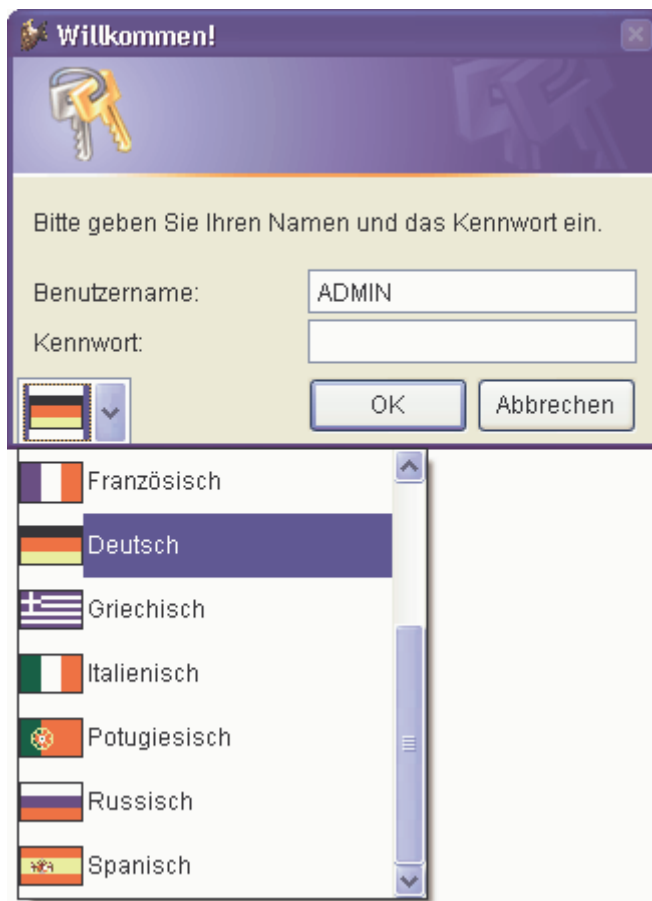 Willkommen!
Bitte geben Sie Ihren Namen und das Kennwort ein.
Benutzername:
ADMIN
Kennwort:
OK
Abbrechen
Französisch
Deutsch
Griechisch
Italienisch
Potugiesisch
Russisch
Spanisch